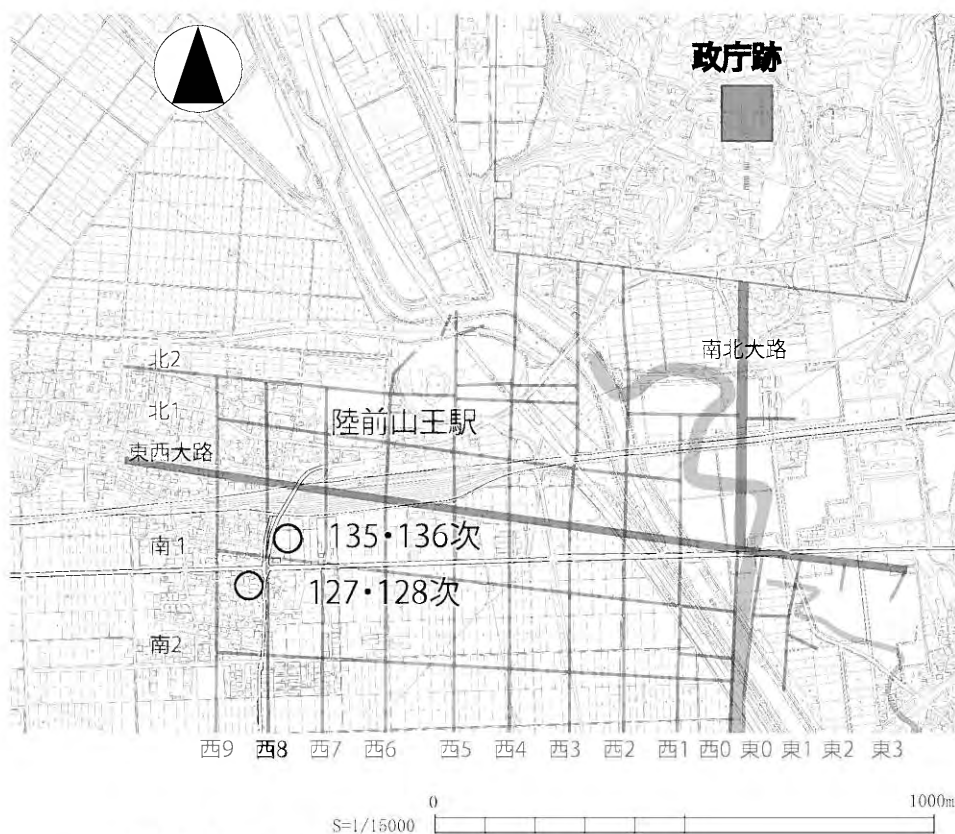 政庁跡
南北大路
北2
北1
陸前山王駅
東西大路
135・136次
南1
127・128次
南2
西9 西8 西7 西6 西5 西4 西3 西2 西1 西0 東0 東1 東2 東3
0 1000m
S=1/15000